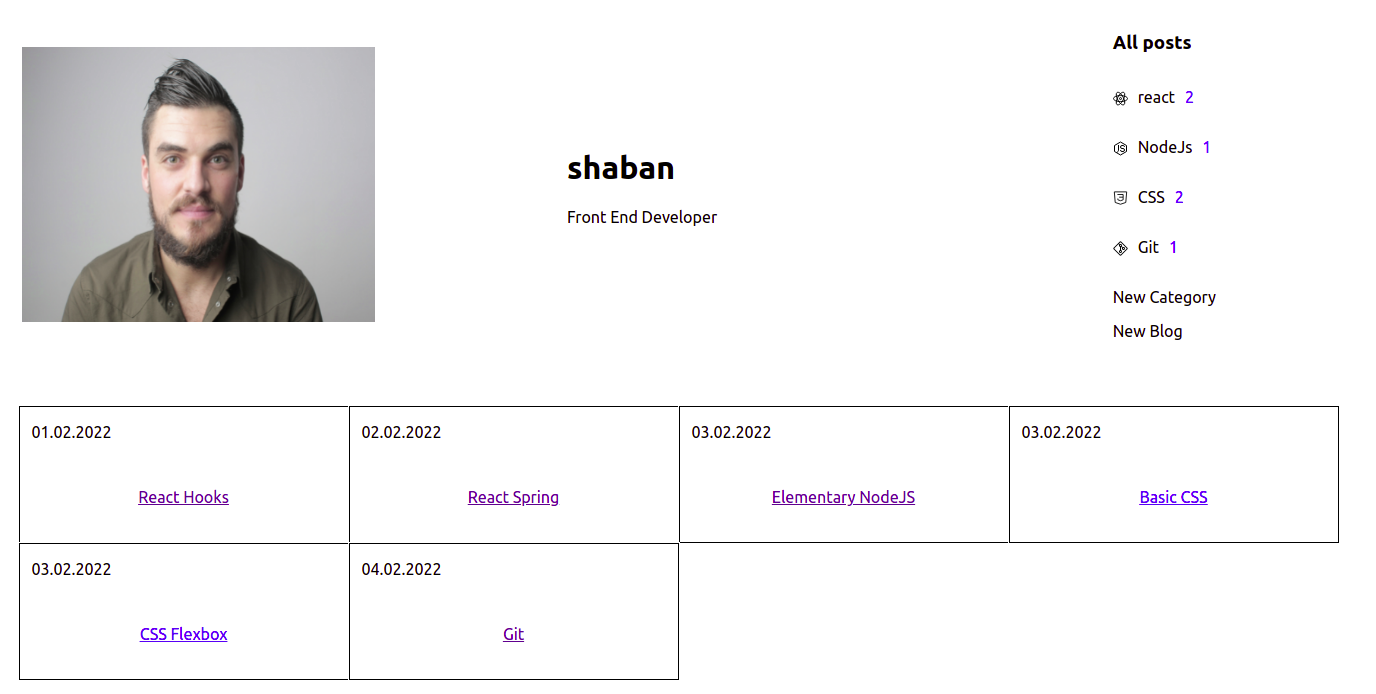 All posts
react 2
NodeJs 1
CSS 2
Git 1
New Category
New Blog
shaban
Front End Developer
01.02.2022
React Hooks
02.02.2022
React Spring
03.02.2022
Elementary NodeJS
03.02.2022
Basic CSS
03.02.2022
CSS Flexbox
04.02.2022
Git